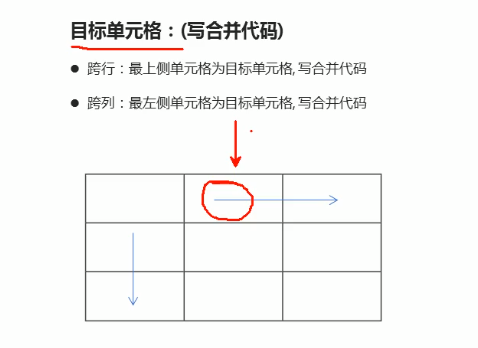 目标单元格：(写合并代码)
跨行：最上侧单元格为目标单元格, 写合并代码
跨列：最左侧单元格为目标单元格, 写合并代码